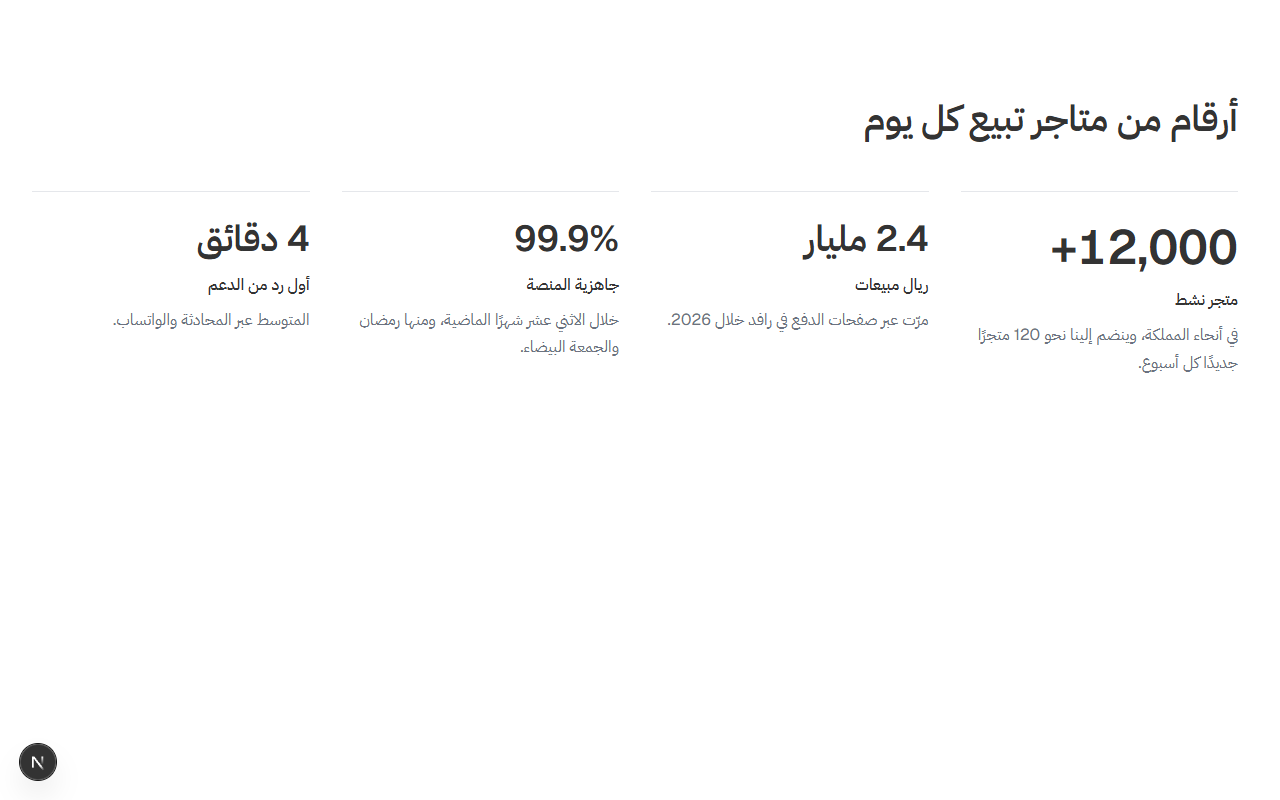 أرقام من متاجر تبيع كل يوم
12,000+
متجر نشط
في أنحاء المملكة، وينضم إلينا نحو 120 متجرًا
جديدًا كل أسبوع.
2.4 مليار
ريال مبيعات
مرّت عبر صفحات الدفع في رافد خلال 2026.
99.9%
جاهزية المنصة
خلال الاثني عشر شهرًا الماضية، ومنها رمضان
والجمعة البيضاء.
4 دقائق
أول رد من الدعم
المتوسط عبر المحادثة والواتساب.
N